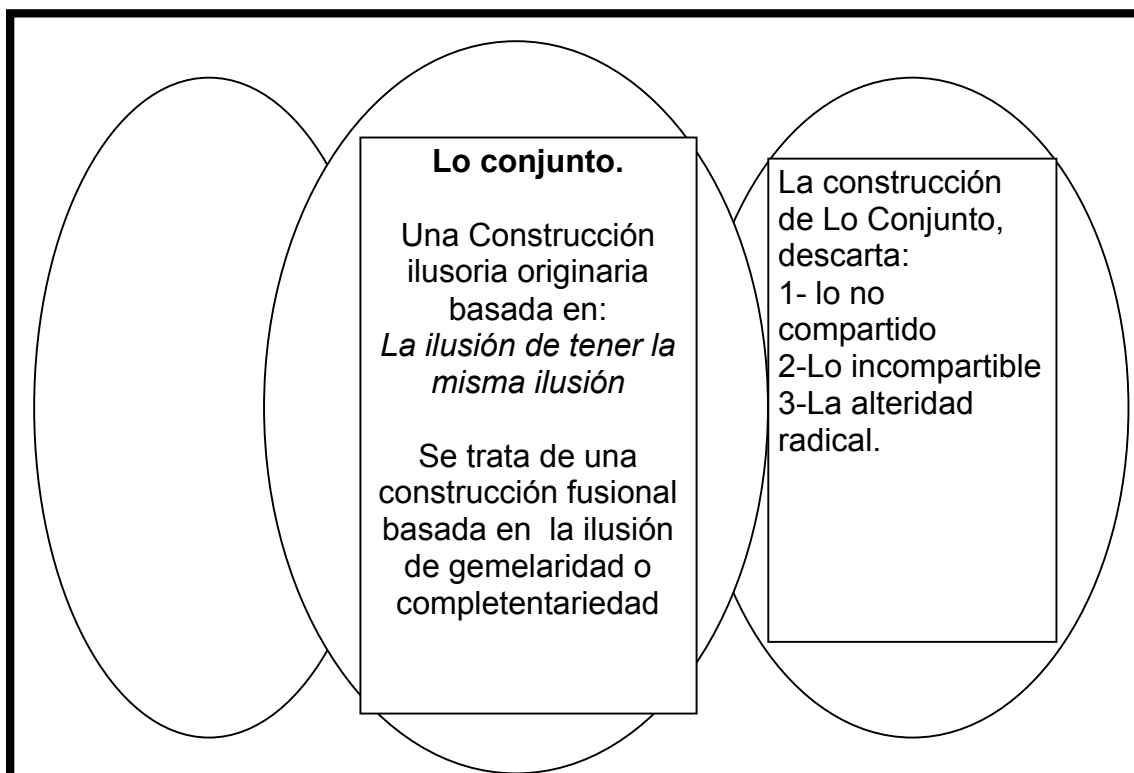 Lo conjunto.
Una Construcción
ilusoria originaria
basada en:
La ilusión de tener la
misma ilusión
Se trata de una
construcción fusional
basada en la ilusión
de gemelaridad o
completentariedad
La construcción
de Lo Conjunto,
descarta:
1- lo no
compartido
2-Lo incompartible
3-La alteridad
radical.